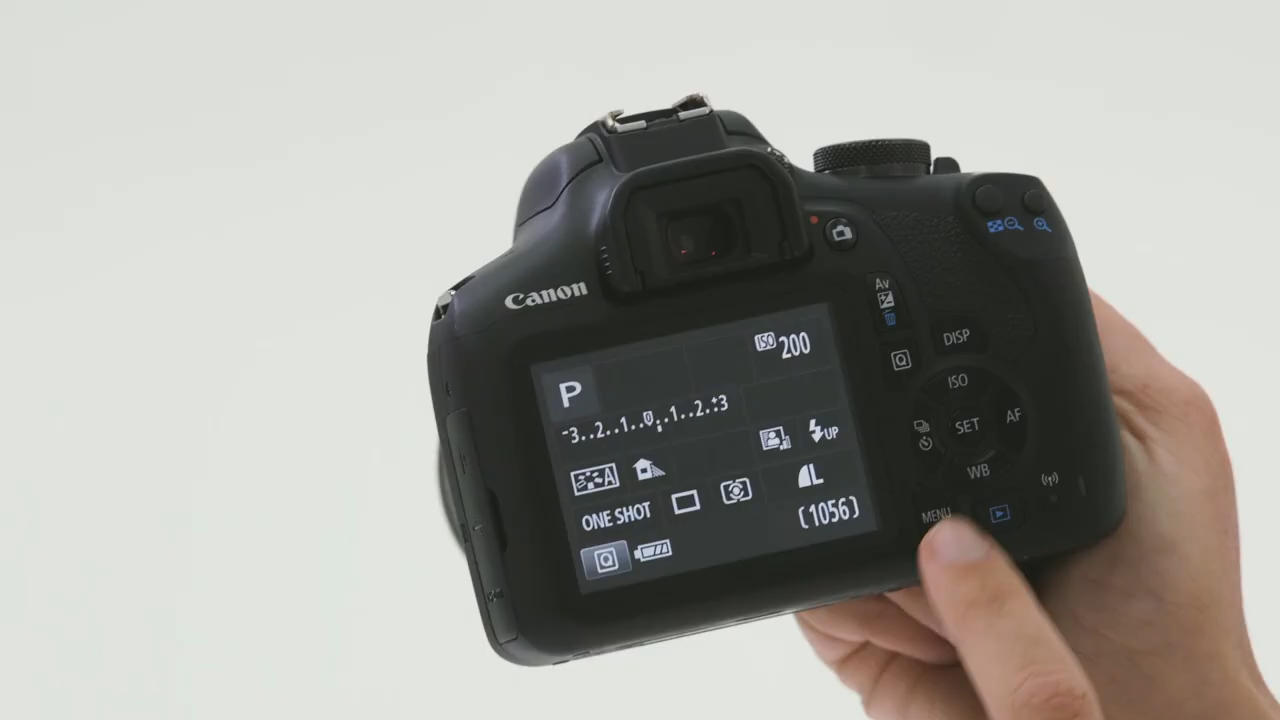 Canon
Av
DISP
Q
ISO
AF
SET
WB
MENU
ISO 200
P
-3..2..1..0..1..2.:+3
A
UP
ONE SHOT
L
[1056]
Q